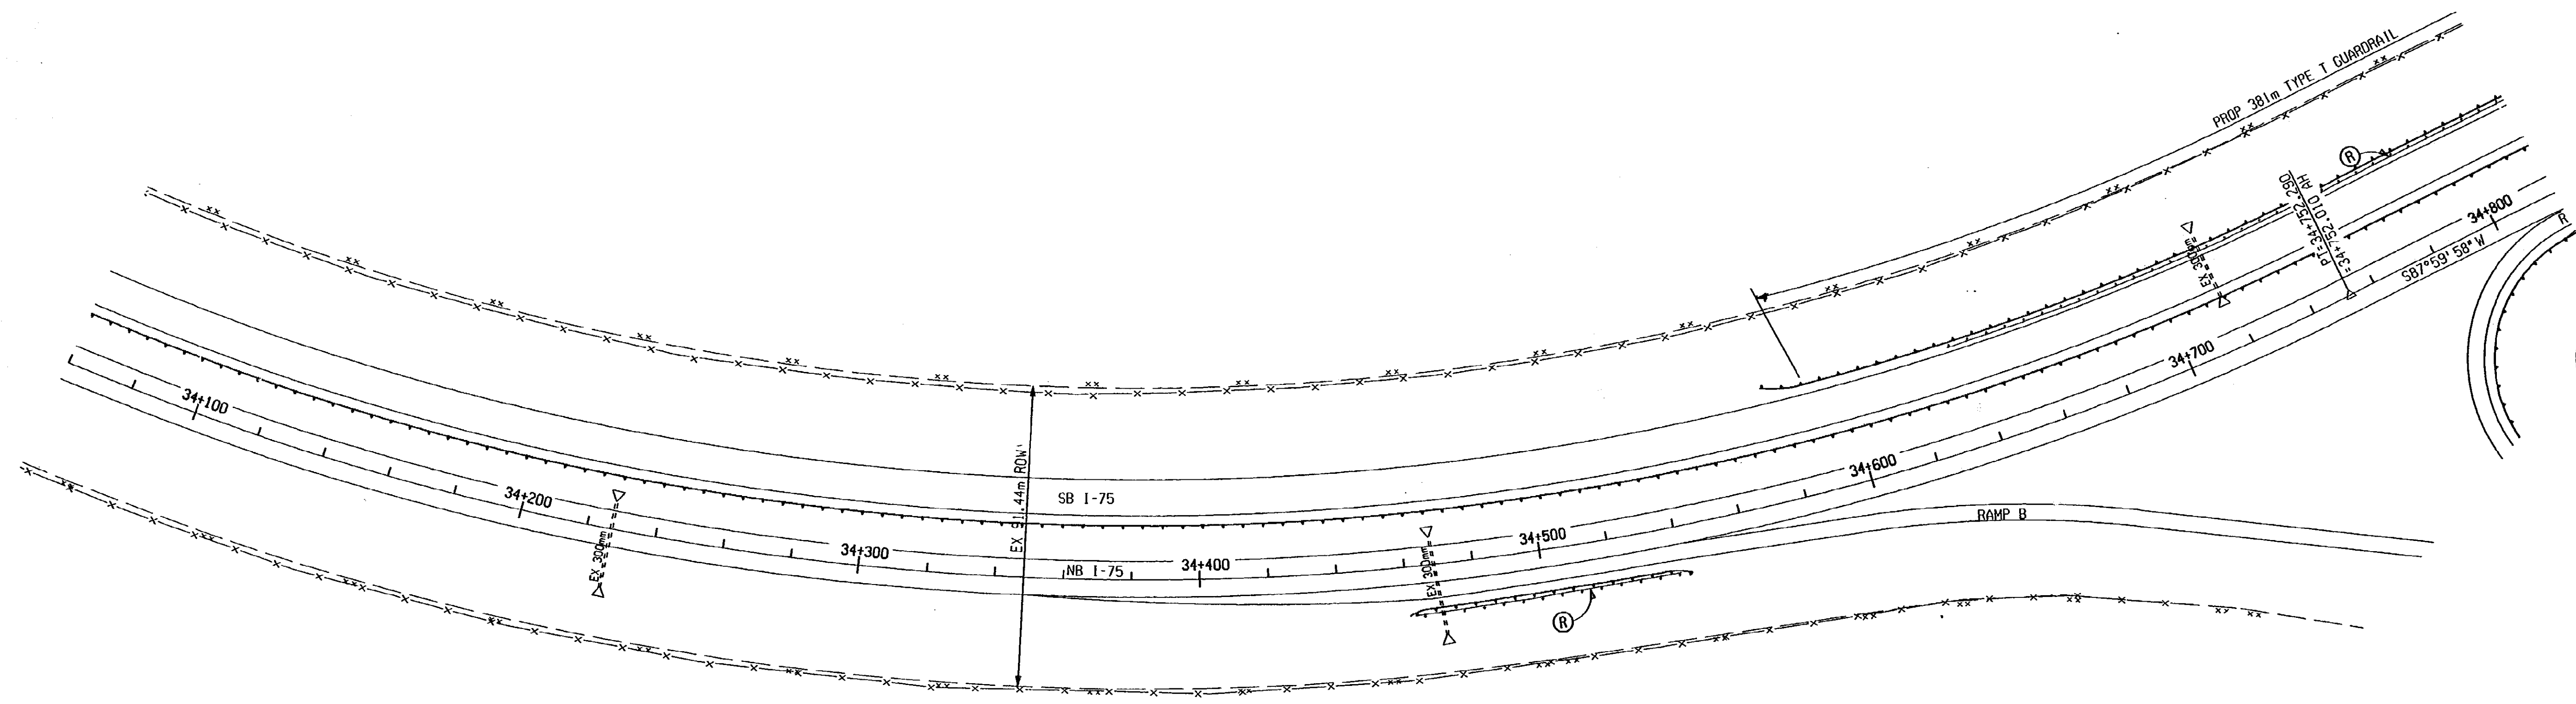 PROP 381m TYPE T GUARDRAIL
R
PT=34+752.290
=34+752.010 AH
34+800
S87°59'58"W
R
EX 300mm
34+700
34+100
34+200
EX 300mm
EX 91.44m ROW
SB I-75
34+300
NB I-75
34+400
EX 300mm
34+500
34+600
RAMP B
R